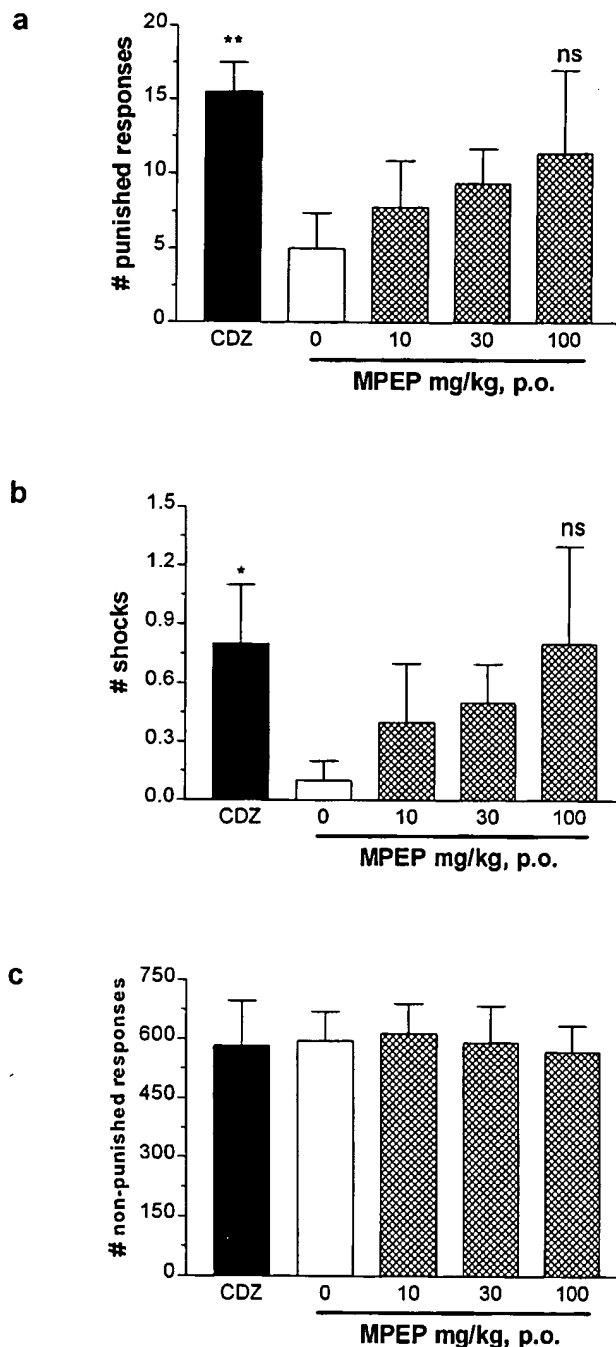 a
# punished responses
20
15
10
5
0
**
ns
CDZ 0 10 30 100
MPEP mg/kg, p.o.
b
# shocks
1.5
1.2
0.9
0.6
0.3
0.0
*
ns
CDZ 0 10 30 100
MPEP mg/kg, p.o.
c
# non-punished responses
750
600
450
300
150
0
CDZ 0 10 30 100
MPEP mg/kg, p.o.